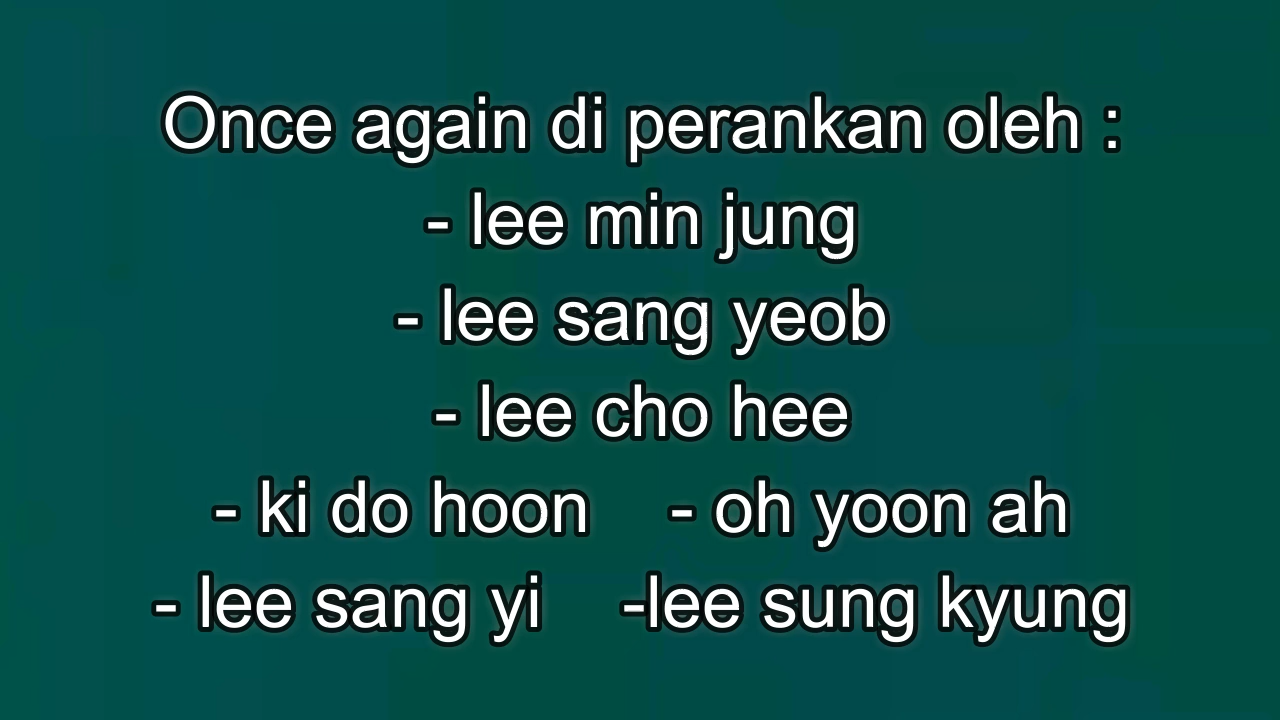 Once again di perankan oleh :
- lee min jung
- lee sang yeob
- lee cho hee
- ki do hoon - oh yoon ah
- lee sang yi -lee sung kyung